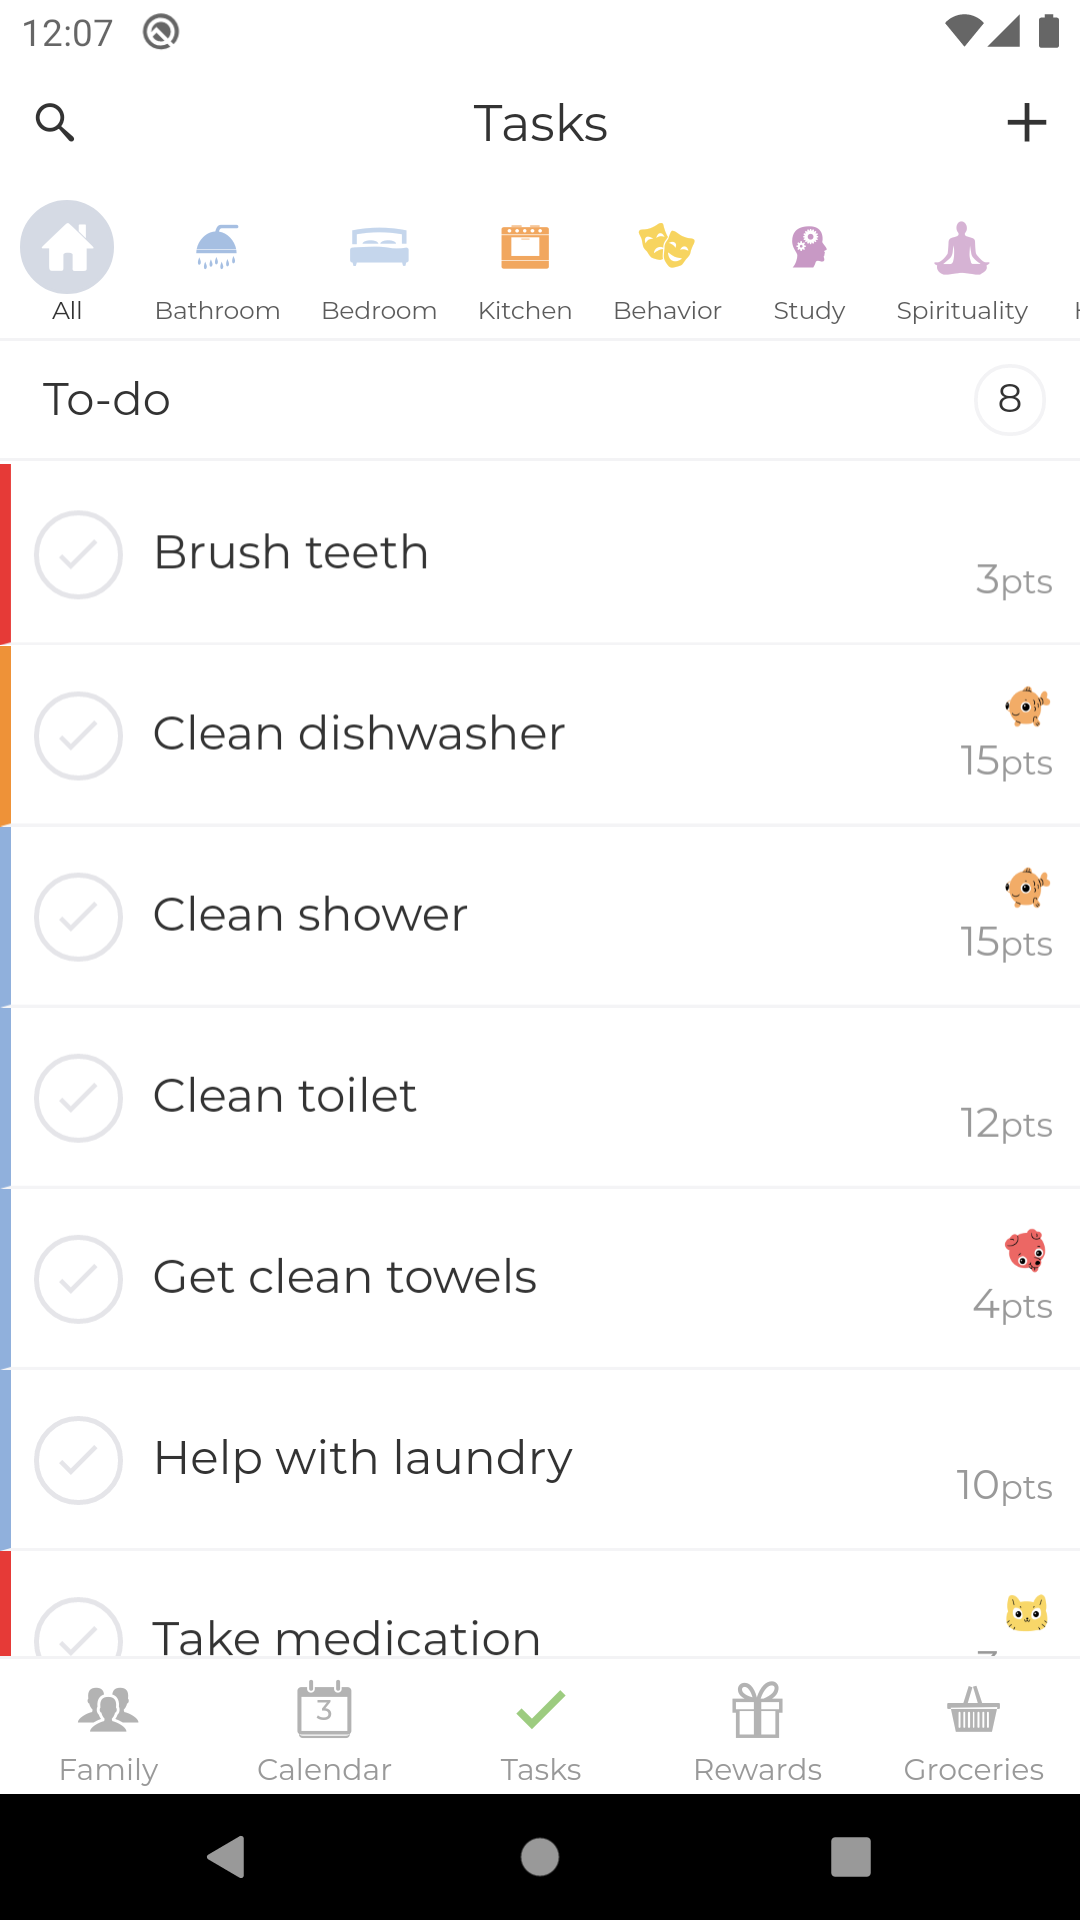 12:07
Tasks
All
Bathroom
Bedroom
Kitchen
Behavior
Study
Spirituality
To-do
8
Brush teeth
3pts
Clean dishwasher
15pts
Clean shower
15pts
Clean toilet
12pts
Get clean towels
4pts
Help with laundry
10pts
Take medication
3
Family
Calendar
Tasks
Rewards
Groceries